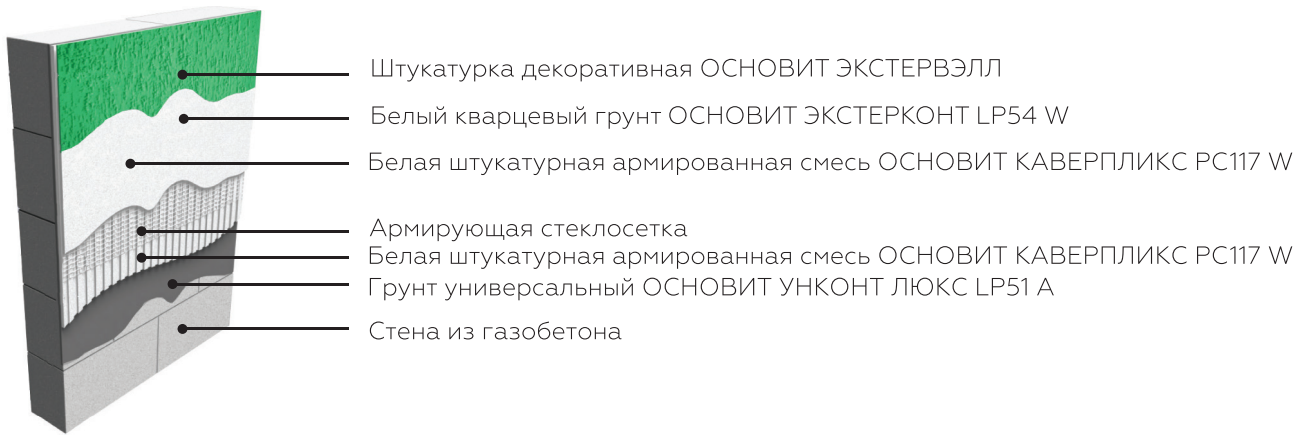 Штукатурка декоративная ОСНОВИТ ЭКСТЕРВЭЛЛ
Белый кварцевый грунт ОСНОВИТ ЭКСТЕРКОНТ LP54 W
Белая штукатурная армированная смесь ОСНОВИТ КАВЕРПЛИКС PC117 W
Армирующая стеклосетка
Белая штукатурная армированная смесь ОСНОВИТ КАВЕРПЛИКС PC117 W
Грунт универсальный ОСНОВИТ УНКОНТ ЛЮКС LP51 A
Стена из газобетона